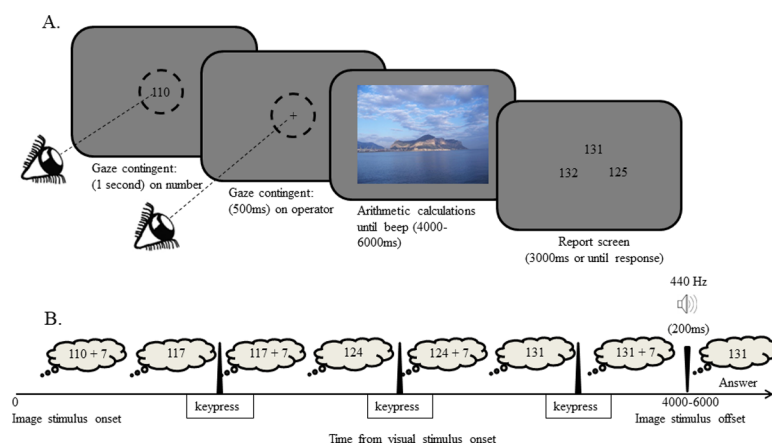 A.
110
Gaze contingent:
(1 second) on number
+
Gaze contingent:
(500ms) on operator
Arithmetic calculations
until beep (4000-
6000ms)
131
132 125
Report screen
(3000ms or until response)
440 Hz
(200ms)
B.
110 + 7 117 117 + 7 124 124 + 7 131 131 + 7 131
Answer
0 keypress keypress keypress 4000-6000
Image stimulus onset Image stimulus offset
Time from visual stimulus onset